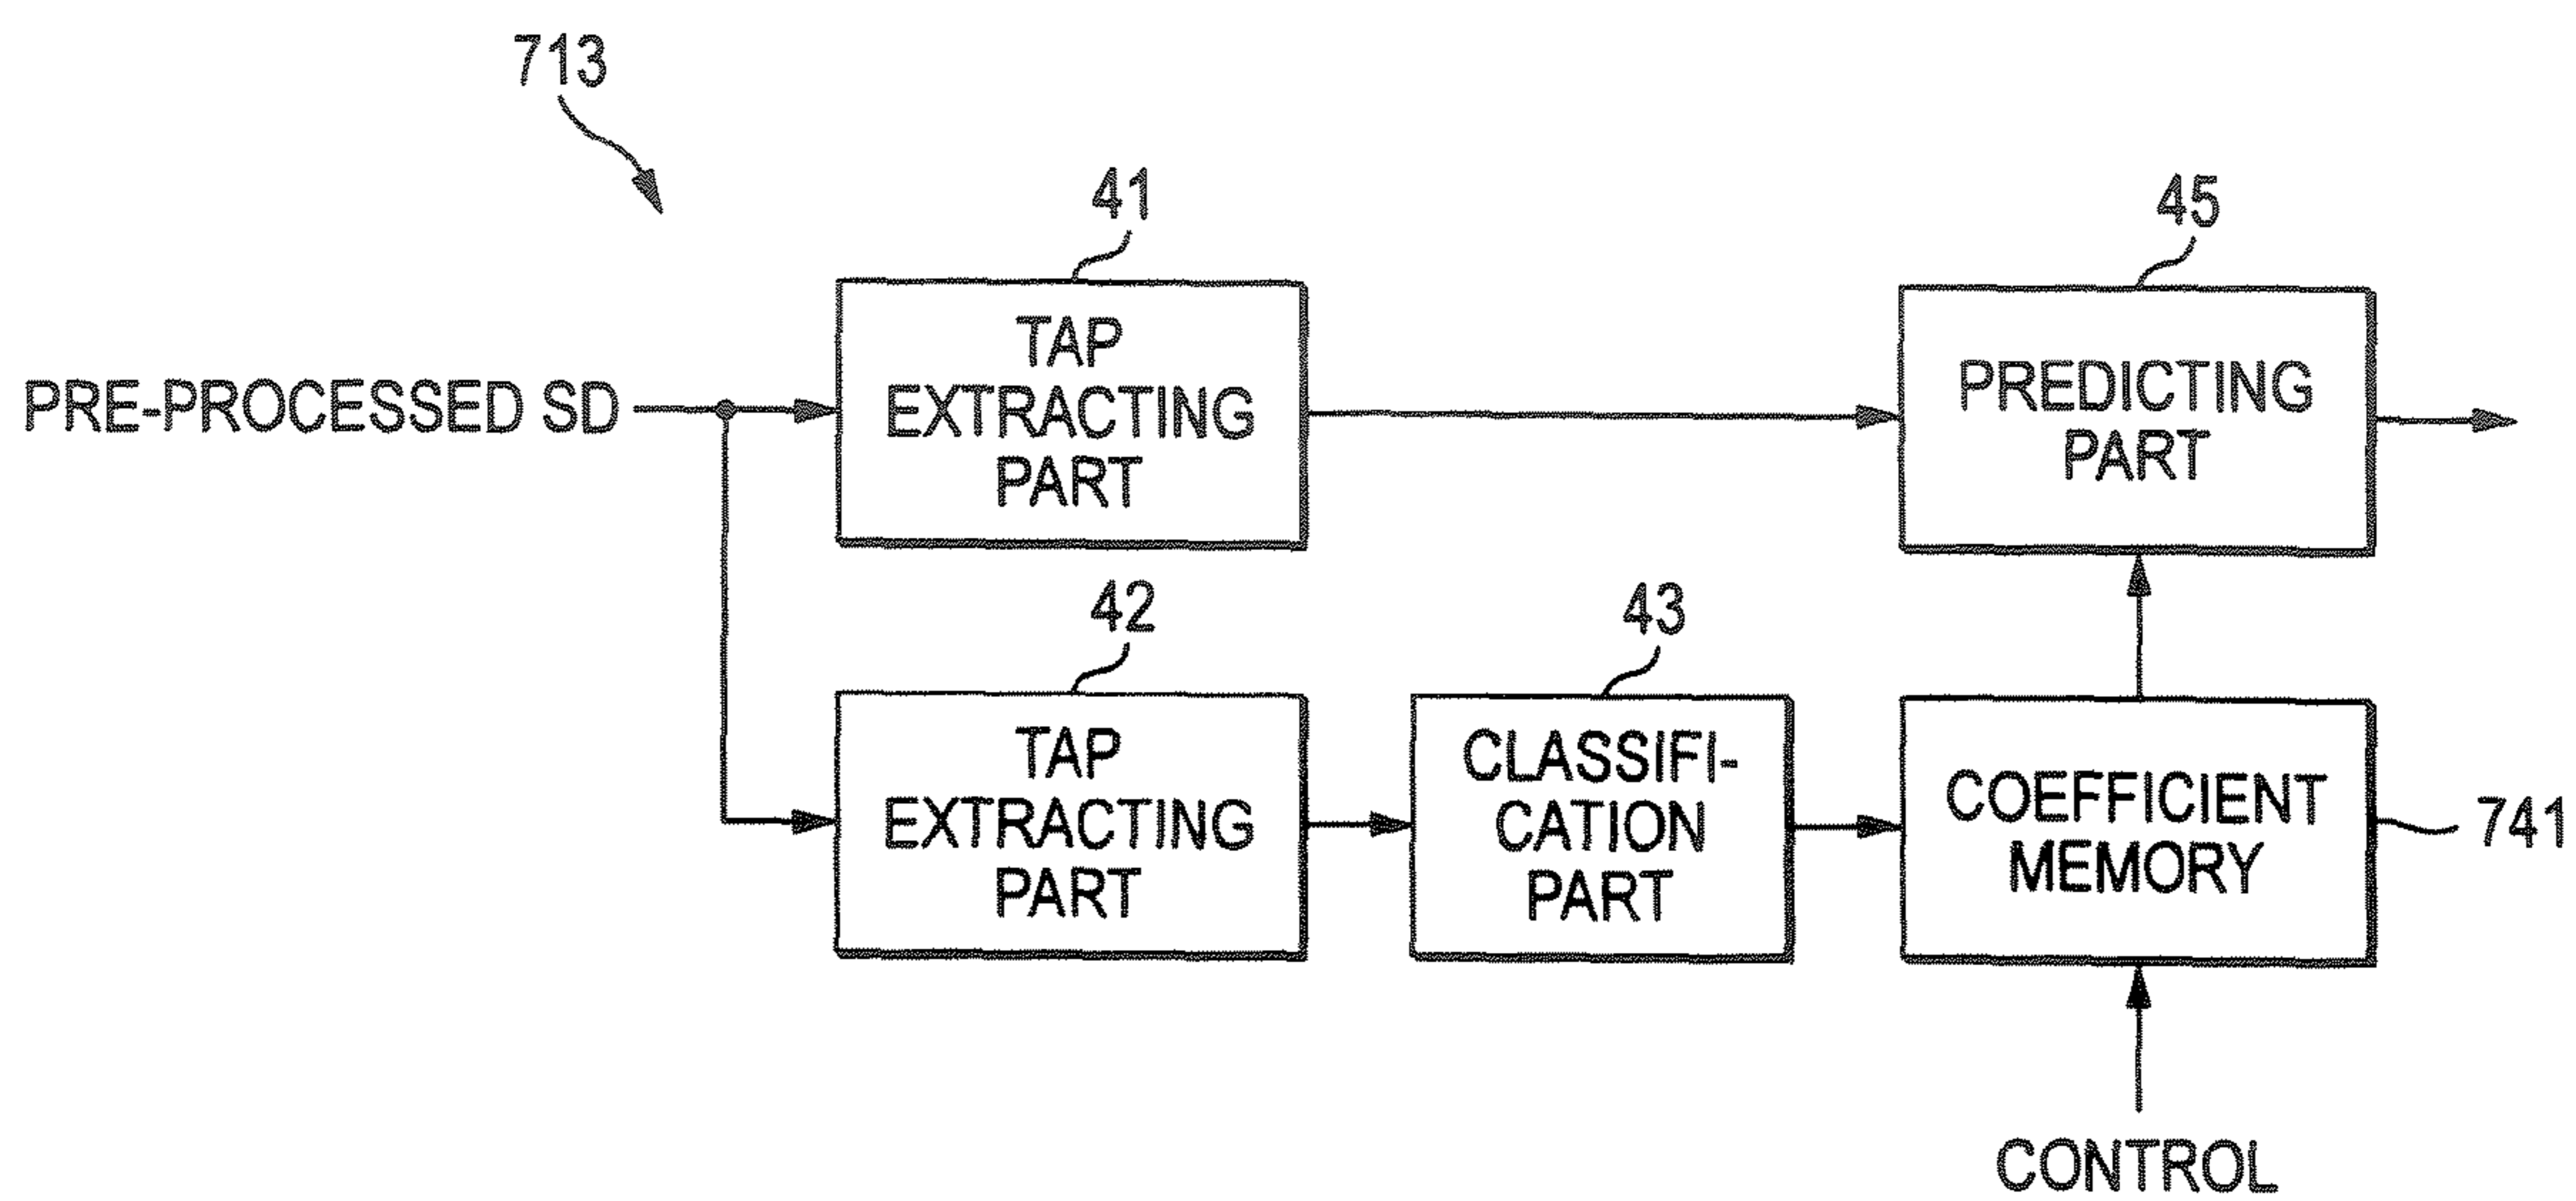 713
41
45
TAP
EXTRACTING
PART
PREDICTING
PART
PRE-PROCESSED SD
42
43
TAP
EXTRACTING
PART
CLASSIFI-
CATION
PART
COEFFICIENT
MEMORY
741
CONTROL